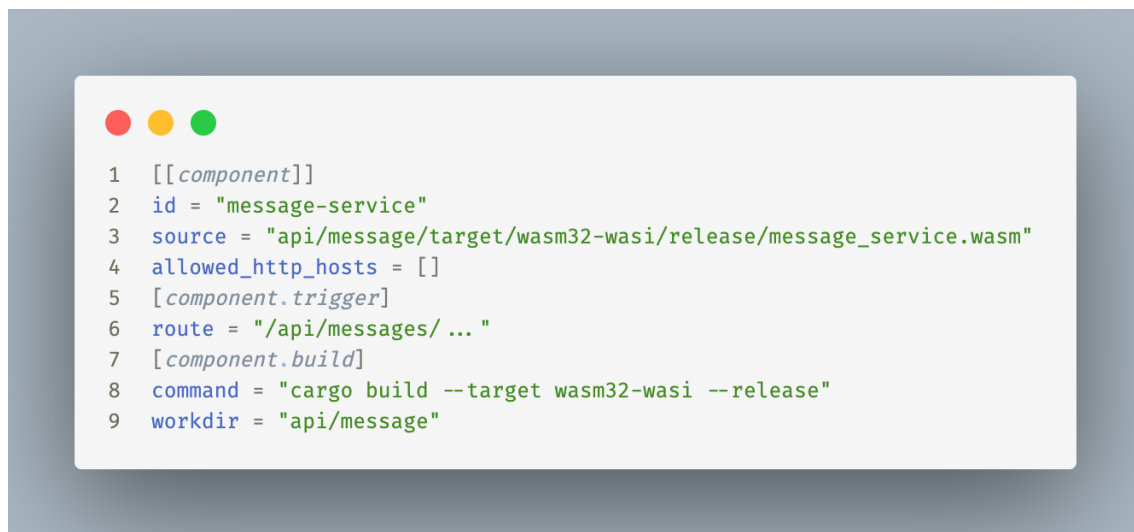 1 [[component]]
2 id = "message-service"
3 source = "api/message/target/wasm32-wasi/release/message_service.wasm"
4 allowed_http_hosts = []
5 [component.trigger]
6 route = "/api/messages/..."
7 [component.build]
8 command = "cargo build --target wasm32-wasi --release"
9 workdir = "api/message"